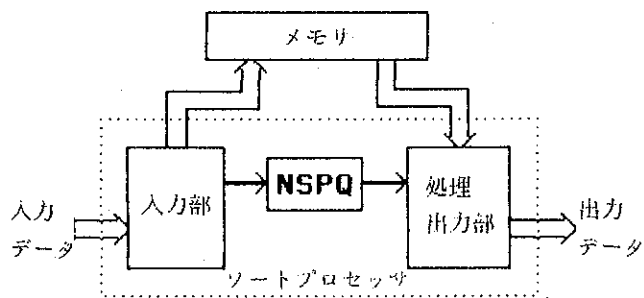 メモリ
入力部
NSPQ
処理
出力部
入力
データ
出力
データ
ソートプロセッサ